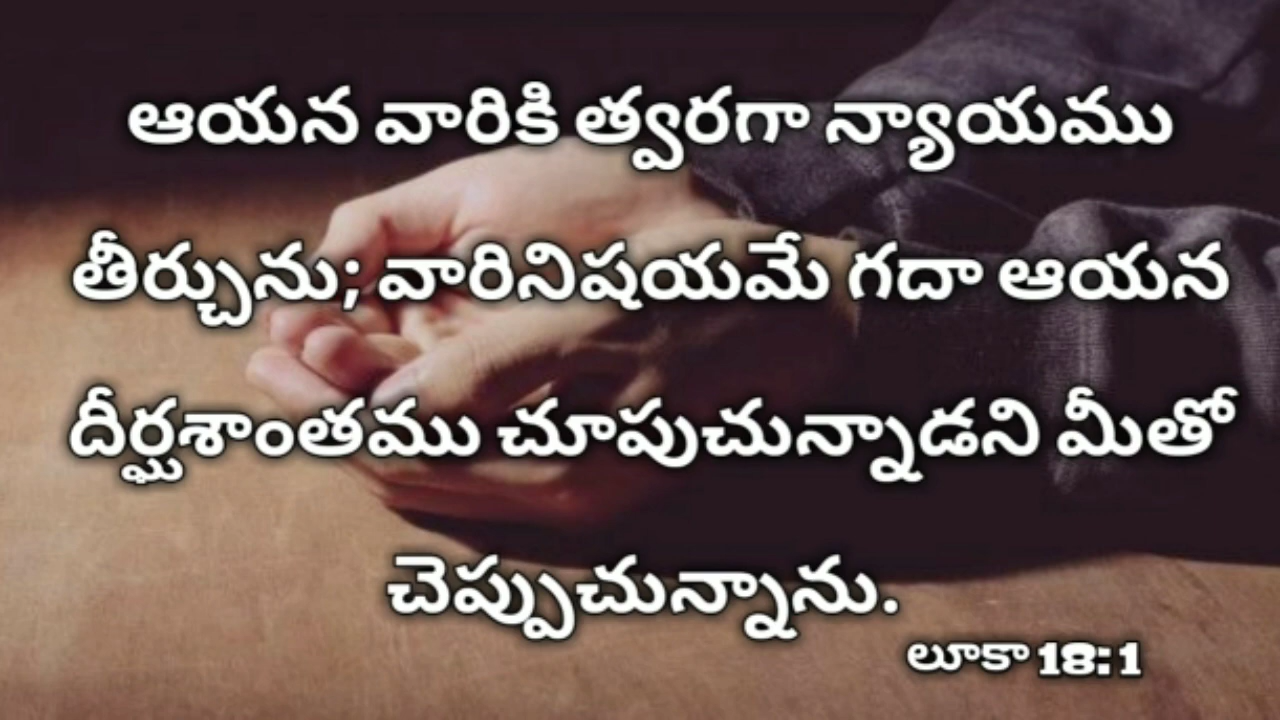 ఆయన వారికి త్వరగా న్యాయము
తీర్చును; వారినిషయమే గదా ఆయన
దీర్ఘశాంతము చూపుచున్నాడని మీతో
చెప్పుచున్నాను.
లూకా 18: 1